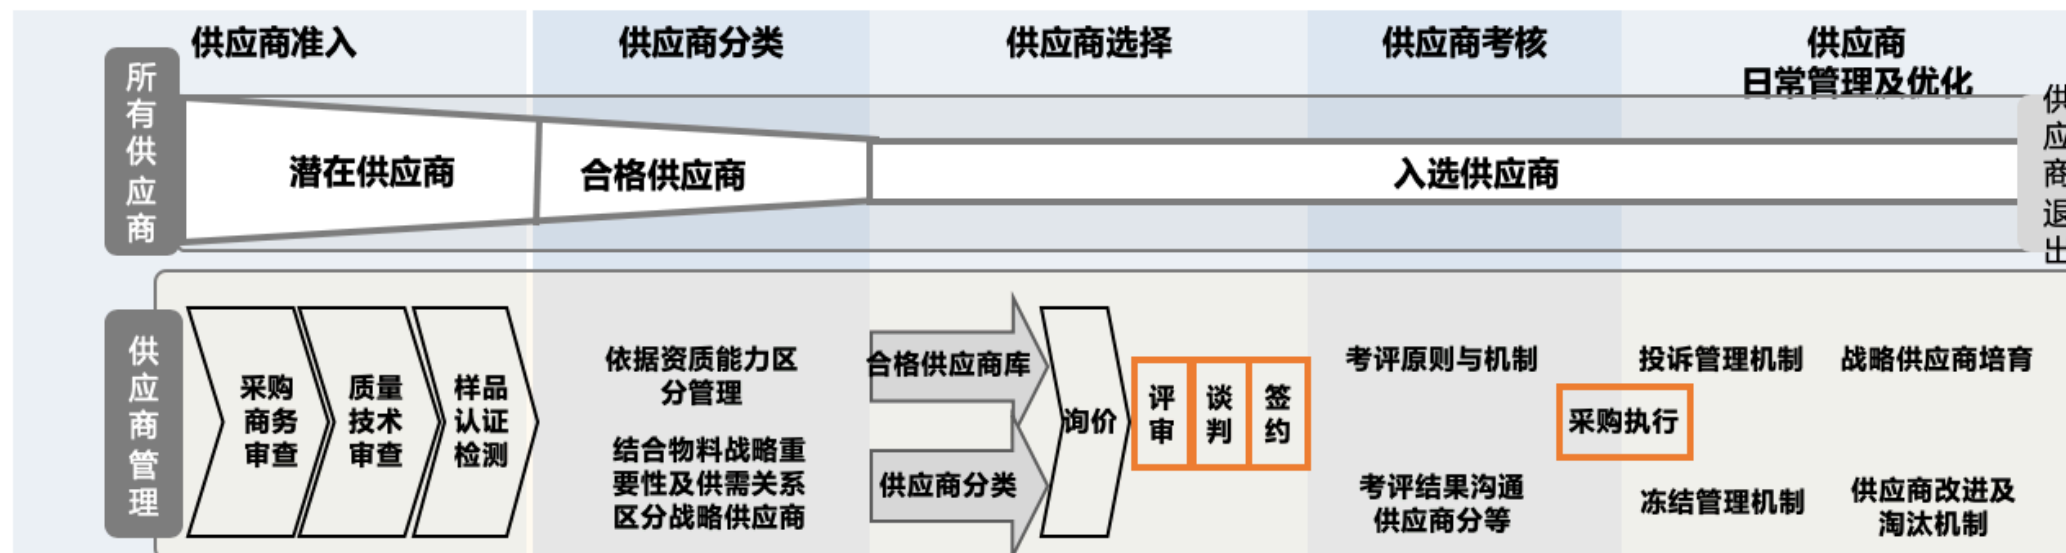 供应商准入
供应商分类
供应商选择
供应商考核
供应商
日常管理及优化
所有供应商
潜在供应商
合格供应商
入选供应商
供应商退出
供应商管理
采购
商务
审查
质量
技术
审查
样品
认证
检测
依据资质能力区
分管理
结合物料战略重
要性及供需关系
区分战略供应商
合格供应商库
供应商分类
询价
评审
谈判
签约
考评原则与机制
考评结果沟通
供应商分等
采购执行
投诉管理机制
冻结管理机制
战略供应商培育
供应商改进及
淘汰机制